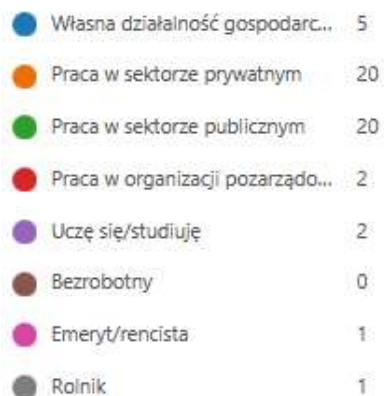 Własna działalność gospodarc... 5
Praca w sektorze prywatnym 20
Praca w sektorze publicznym 20
Praca w organizacji pozarządo... 2
Uczę się/studiuję 2
Bezrobotny 0
Emeryt/rencista 1
Rolnik 1